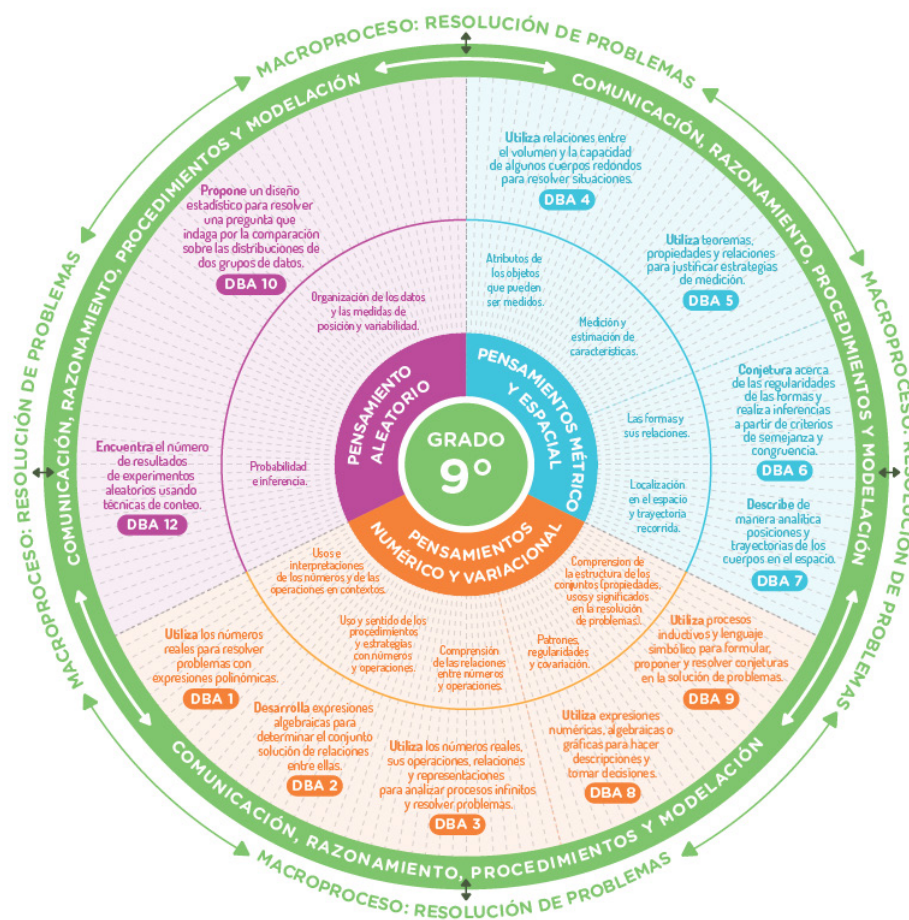 MACROPROCESO: RESOLUCIÓN DE PROBLEMAS
MACROPROCESO: RESOLUCIÓN DE PROBLEMAS
MACROPROCESO: RESOLUCIÓN DE PROBLEMAS
MACROPROCESO: RESOLUCIÓN DE PROBLEMAS
COMUNICACIÓN, RAZONAMIENTO, PROCEDIMIENTOS Y MODELACIÓN
COMUNICACIÓN, RAZONAMIENTO, PROCEDIMIENTOS Y MODELACIÓN
COMUNICACIÓN, RAZONAMIENTO, PROCEDIMIENTOS Y MODELACIÓN
GRADO
9°
PENSAMIENTO
ALEATORIO
PENSAMIENTOS MÉTRICO
Y ESPACIAL
PENSAMIENTOS
NUMÉRICO Y VARIACIONAL
Propone un diseño
estadístico para resolver
una pregunta que
indaga por la comparación
sobre las distribuciones de
dos grupos de datos.
DBA 10
Organización de los datos
y las medidas de
posición y variabilidad.
Encuentra el número
de resultados
de experimentos
aleatorios usando
técnicas de conteo.
DBA 12
Probabilidad
e inferencia.
Utiliza relaciones entre
el volumen y la capacidad
de algunos cuerpos redondos
para resolver situaciones.
DBA 4
Atributos de
los objetos
que pueden
ser medidos.
Utiliza teoremas,
propiedades y relaciones
para justificar estrategias
de medición.
DBA 5
Medición y
estimación de
características.
Conjetura acerca
de las regularidades
de las formas y
realiza inferencias
a partir de criterios
de semejanza y
congruencia.
DBA 6
Las formas y
sus relaciones.
Describe de
manera analítica
posiciones y
trayectorias de los
cuerpos en el espacio.
DBA 7
Localización
en el espacio
y trayectoria
recorrida.
Usos e
interpretaciones
de los números y de las
operaciones en contextos.
Utiliza los números
reales para resolver
problemas con
expresiones polinómicas.
DBA 1
Uso y sentido de los
procedimientos
y estrategias
con números
y operaciones.
Desarrolla expresiones
algebraicas para
determinar el conjunto
solución de relaciones
entre ellas.
DBA 2
Comprensión
de las relaciones
entre números
y operaciones.
Utiliza los números reales,
sus operaciones, relaciones
y representaciones
para analizar procesos infinitos
y resolver problemas.
DBA 3
Patrones,
regularidades
y covariación.
Utiliza expresiones
numéricas, algebraicas o
gráficas para hacer
descripciones y
tomar decisiones.
DBA 8
Comprension de
la estructura de los
conjuntos (propiedades,
usos y significados
en la resolución
de problemas).
Utiliza procesos
inductivos y lenguaje
simbólico para formular,
proponer y resolver conjeturas
en la solución de problemas.
DBA 9